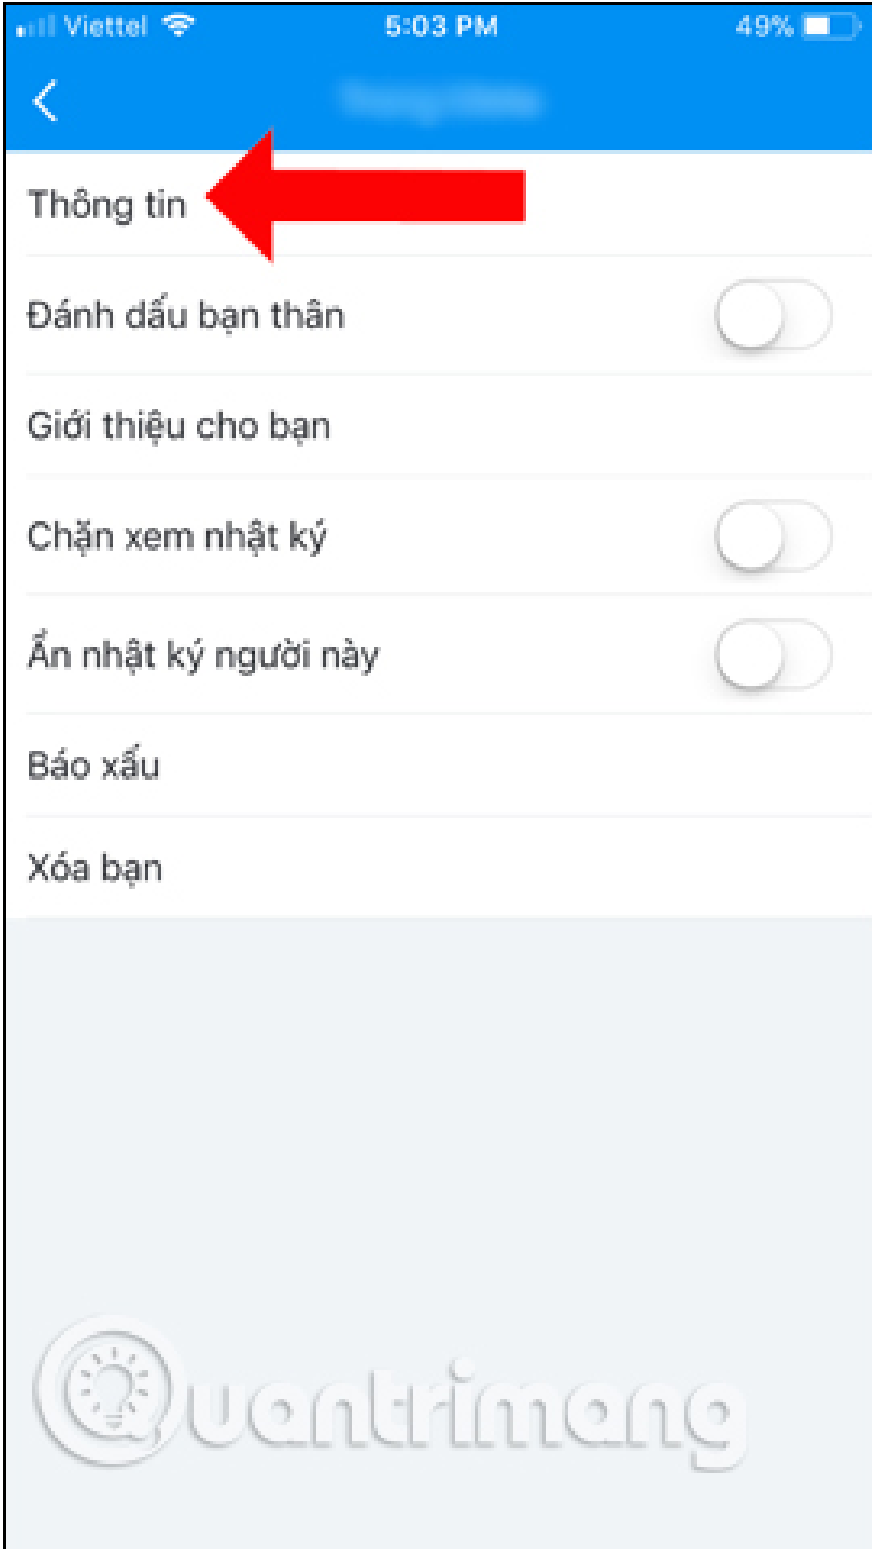 Viettel 5:03 PM 49%
Thông tin
Đánh dấu bạn thân
Giới thiệu cho bạn
Chặn xem nhật ký
Ẩn nhật ký người này
Báo xấu
Xóa bạn
Quantrimang